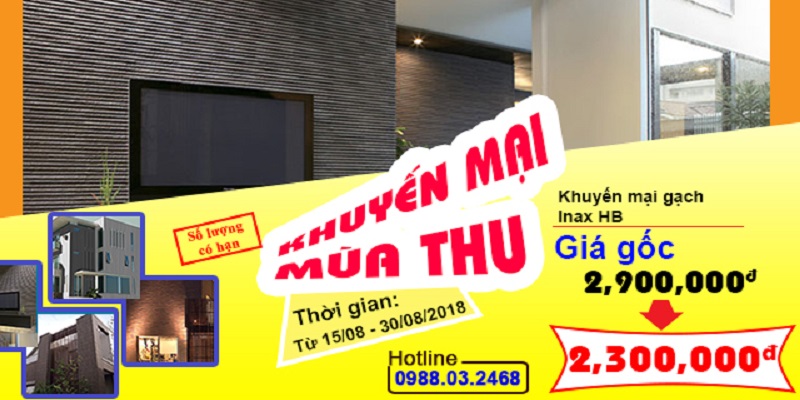 KHUYẾN MẠI
MÙA THU
Số lượng
có hạn
Thời gian:
Từ 15/08 - 30/08/2018
Khuyến mại gạch
Inax HB
Giá gốc
2,900,000đ
2,300,000đ
Hotline
0988.03.2468